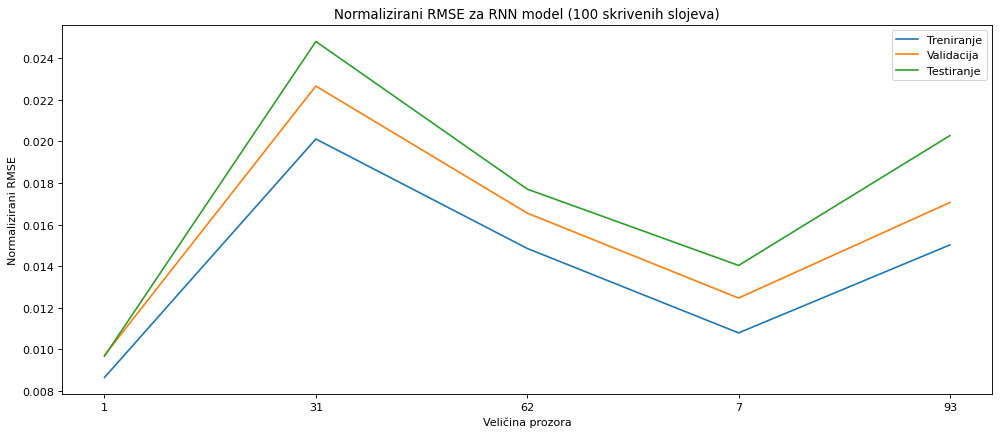 Normalizirani RMSE za RNN model (100 skrivenih slojeva)
Treniranje
Validacija
Testiranje
Normalizirani RMSE
0.024
0.022
0.020
0.018
0.016
0.014
0.012
0.010
0.008
1 31 62 7 93
Veličina prozora